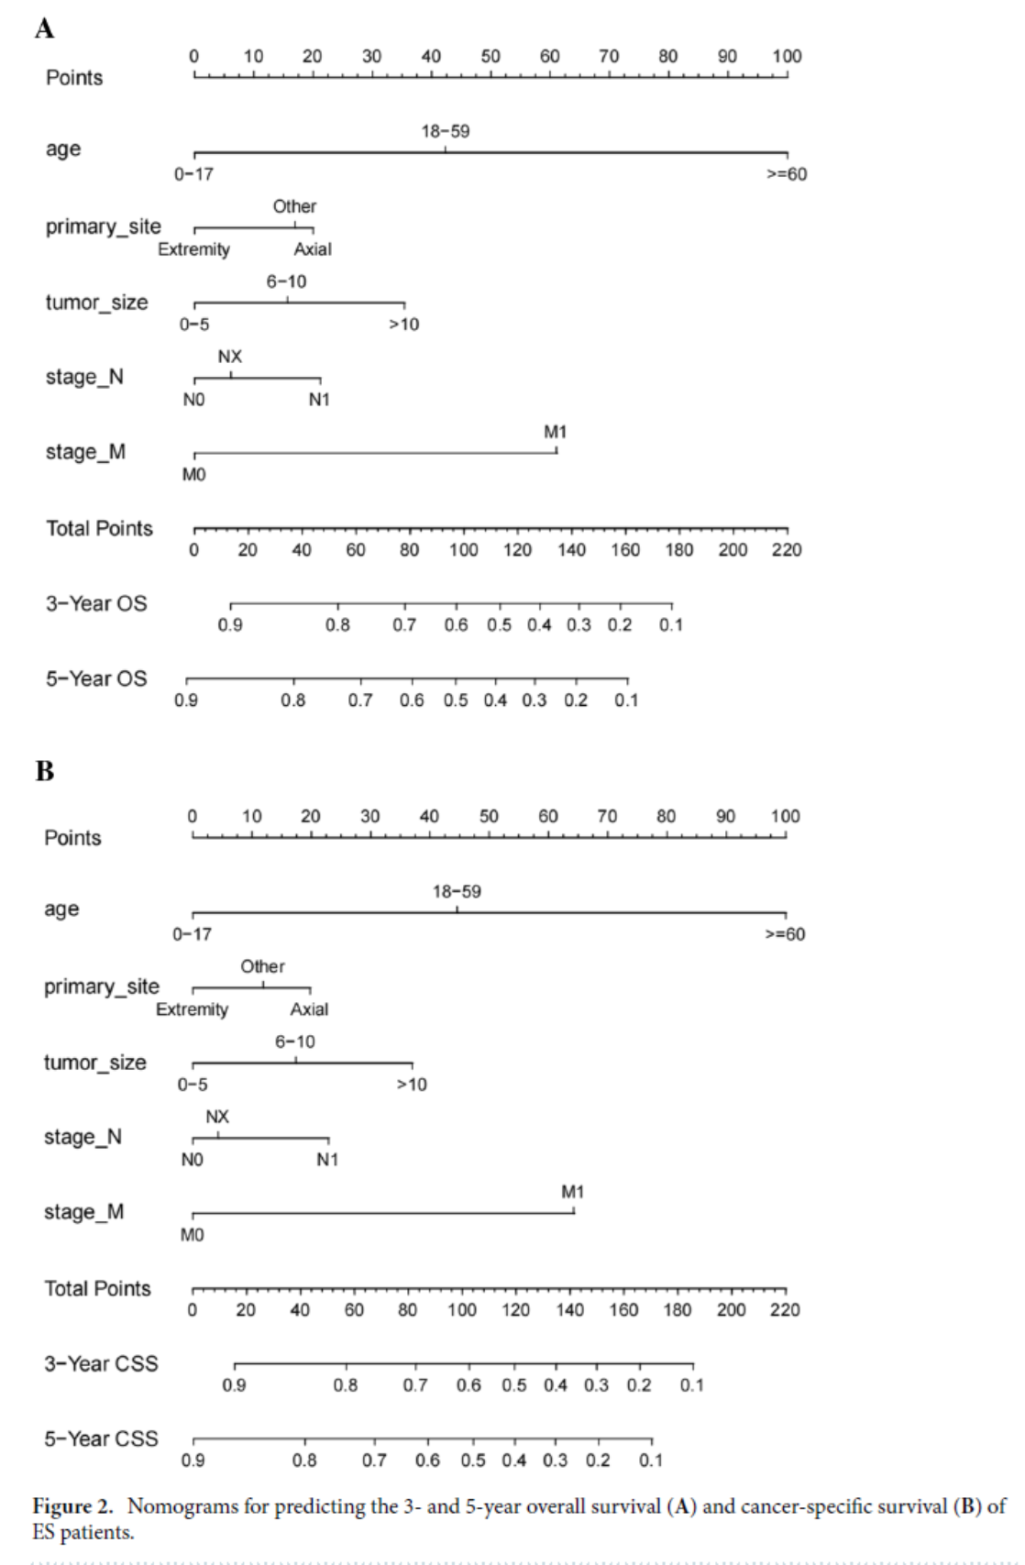 A
0 10 20 30 40 50 60 70 80 90 100
Points
18−59
age
0−17 >=60
Other
primary_site
Extremity Axial
6−10
tumor_size
0−5 >10
NX
stage_N
N0 N1
M1
stage_M
M0
Total Points
0 20 40 60 80 100 120 140 160 180 200 220
3−Year OS
0.9 0.8 0.7 0.6 0.5 0.4 0.3 0.2 0.1
5−Year OS
0.9 0.8 0.7 0.6 0.5 0.4 0.3 0.2 0.1
B
0 10 20 30 40 50 60 70 80 90 100
Points
18−59
age
0−17 >=60
Other
primary_site
Extremity Axial
6−10
tumor_size
0−5 >10
NX
stage_N
N0 N1
M1
stage_M
M0
Total Points
0 20 40 60 80 100 120 140 160 180 200 220
3−Year CSS
0.9 0.8 0.7 0.6 0.5 0.4 0.3 0.2 0.1
5−Year CSS
0.9 0.8 0.7 0.6 0.5 0.4 0.3 0.2 0.1
Figure 2. Nomograms for predicting the 3- and 5-year overall survival (A) and cancer-specific survival (B) of
ES patients.